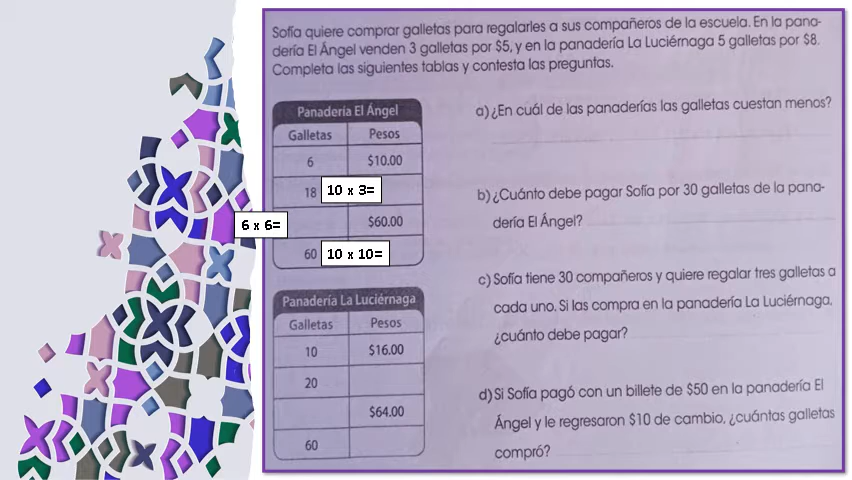 Sofía quiere comprar galletas para regalarles a sus compañeros de la escuela. En la pana-
dería El Ángel venden 3 galletas por $5, y en la panadería La Luciérnaga 5 galletas por $8.
Completa las siguientes tablas y contesta las preguntas.
Panadería El Ángel
Galletas Pesos
6 $10.00
18 10 x 3=
6 x 6= $60.00
60 10 x 10=
Panadería La Luciérnaga
Galletas Pesos
10 $16.00
20
$64.00
60
a) ¿En cuál de las panaderías las galletas cuestan menos?
b) ¿Cuánto debe pagar Sofía por 30 galletas de la pana-
dería El Ángel?
c) Sofía tiene 30 compañeros y quiere regalar tres galletas a
cada uno. Si las compra en la panadería La Luciérnaga,
¿cuánto debe pagar?
d) Si Sofía pagó con un billete de $50 en la panadería El
Ángel y le regresaron $10 de cambio, ¿cuántas galletas
compró?